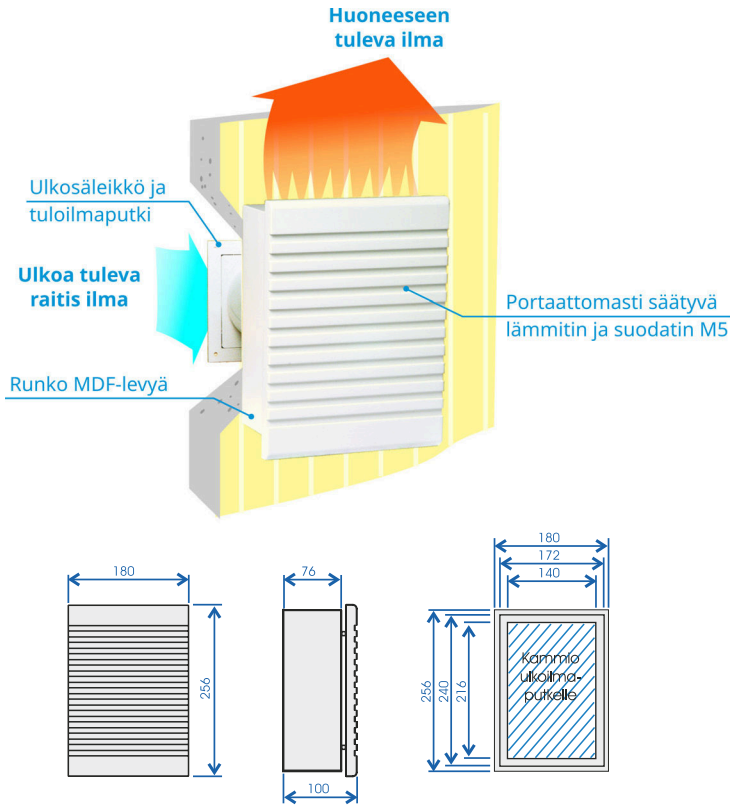 Huoneeseen
tuleva ilma
Ulkosäleikkö ja
tuloilmaputki
Ulkoa tuleva
raitis ilma
Portaattomasti säätyvä
lämmitin ja suodatin M5
Runko MDF-levyä
180
256
76
100
180
172
140
256
240
216
Kammio
ulkoilma-
putkelle